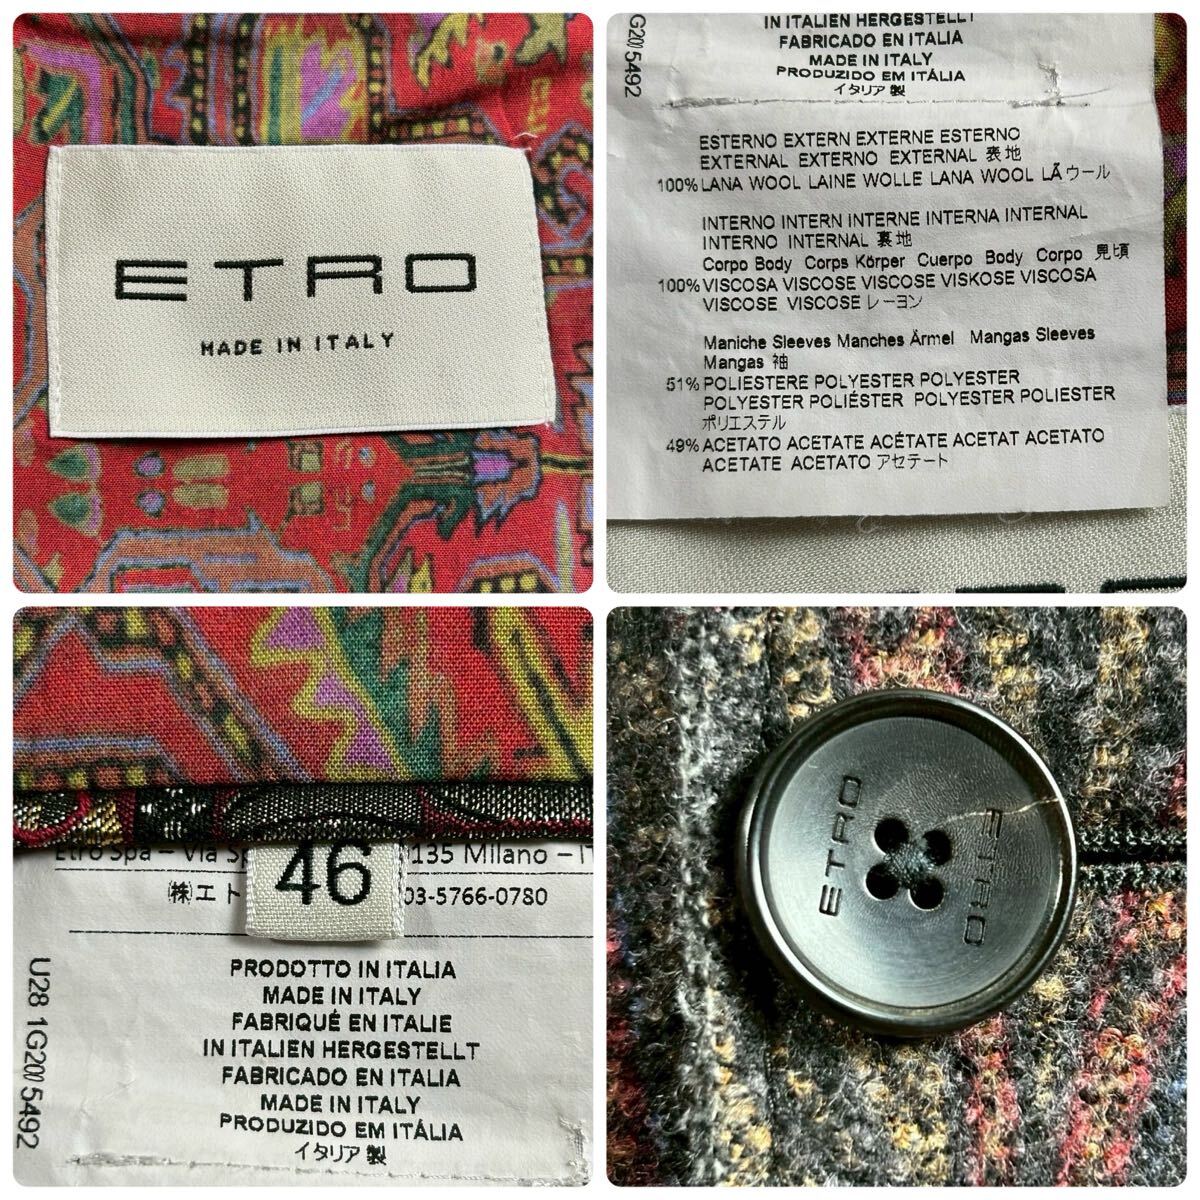 ETRO
MADE IN ITALY
IN ITALIEN HERGESTELLT
FABRICADO EN ITALIA
MADE IN ITALY
PRODUZIDO EM ITÁLIA
イタリア製
G200 5492
ESTERNO EXTERN EXTERNE ESTERNO
EXTERNAL EXTERNO EXTERNAL 表地
100% LANA WOOL LAINE WOLLE LANA WOOL LÃ ウール
INTERNO INTERN INTERNE INTERNA INTERNAL
INTERNO INTERNAL 裏地
Corpo Body Corps Körper Cuerpo Body Corpo 見頃
100% VISCOSA VISCOSE VISCOSE VISKOSE VISCOSA
VISCOSE VISCOSE レーヨン
Maniche Sleeves Manches Ärmel Mangas Sleeves
Mangas 袖
51% POLIESTERE POLYESTER POLYESTER
POLYESTER POLIÉSTER POLYESTER POLIESTER
ポリエステル
49% ACETATO ACETATE ACÉTATE ACETAT ACETATO
ACETATE ACETATO アセテート
Etro Spa – Via 135 Milano –
46
㈱エト 03-5766-0780
PRODOTTO IN ITALIA
MADE IN ITALY
FABRIQUÉ EN ITALIE
IN ITALIEN HERGESTELLT
FABRICADO EN ITALIA
MADE IN ITALY
PRODUZIDO EM ITÁLIA
イタリア製
U28 1G200 5492
ETRO
ETRO